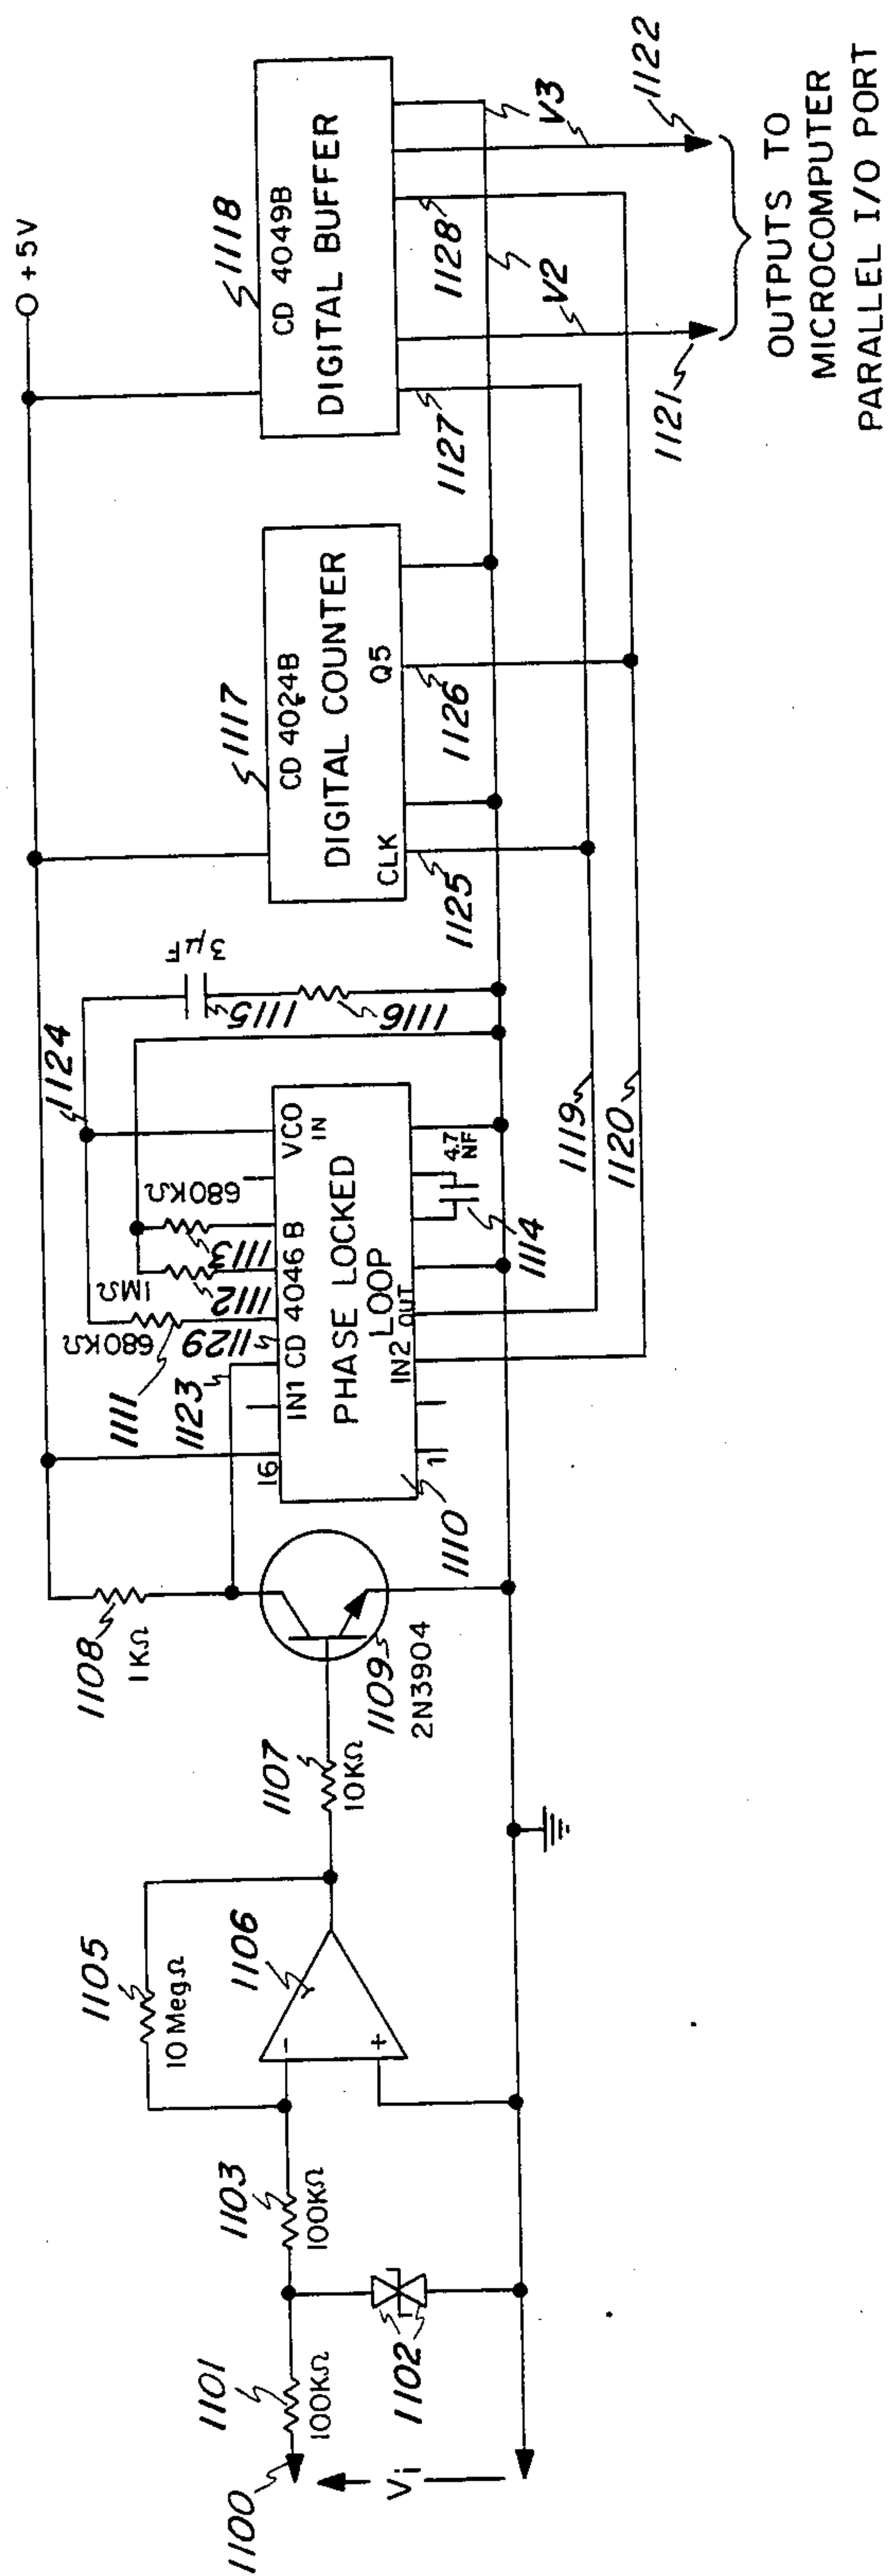 1100
Vi
1101
100KΩ
1102
1103
100KΩ
1105
10 MegΩ
1106
-
+
1107
10KΩ
1108
1KΩ
1109
2N3904
+5V
1110
16
1
IN1
CD 4046B
VCO
IN
PHASE LOCKED
LOOP
IN2
OUT
1111
680KΩ
1123
1129
1112
1MΩ
1113
680KΩ
1114
4.7
NF
1124
1115
3µF
1116
1119
1120
1117
CD 4024B
DIGITAL COUNTER
CLK
Q5
1125
1126
1118
CD 4049B
DIGITAL BUFFER
1127
1128
V2
V2
V3
1121
1122
OUTPUTS TO
MICROCOMPUTER
PARALLEL I/O PORT